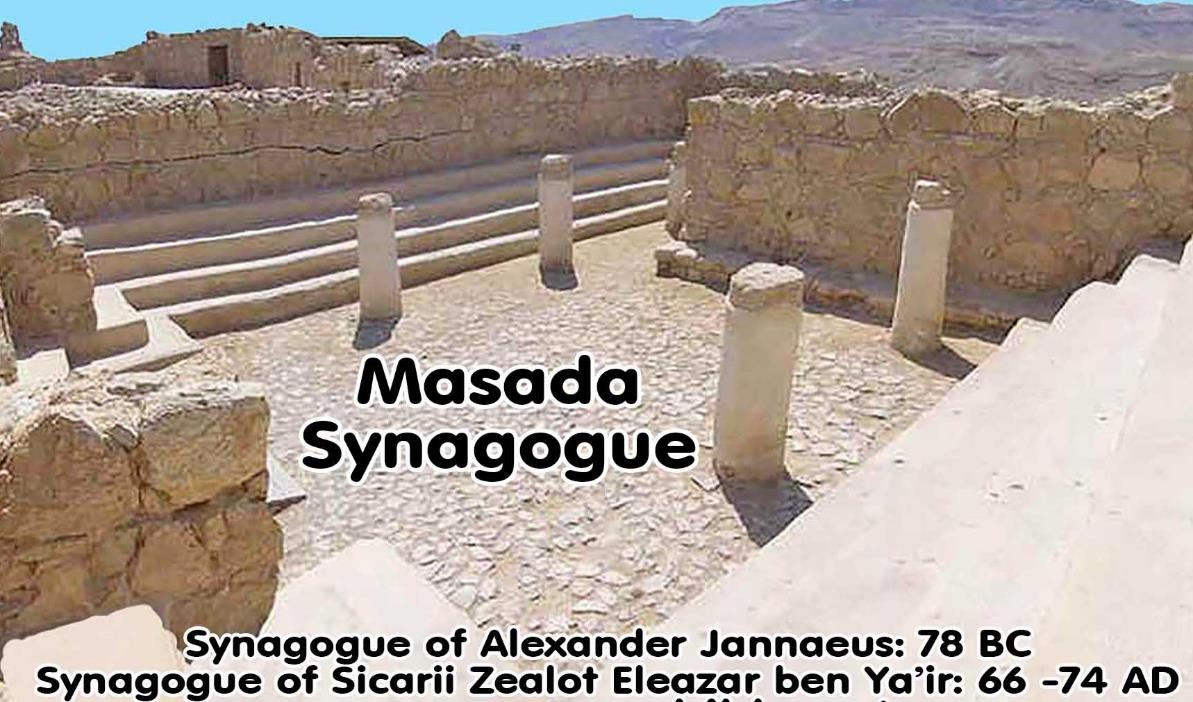 Masada
Synagogue
Synagogue of Alexander Jannaeus: 78 BC
Synagogue of Sicarii Zealot Eleazar ben Ya’ir: 66 -74 AD